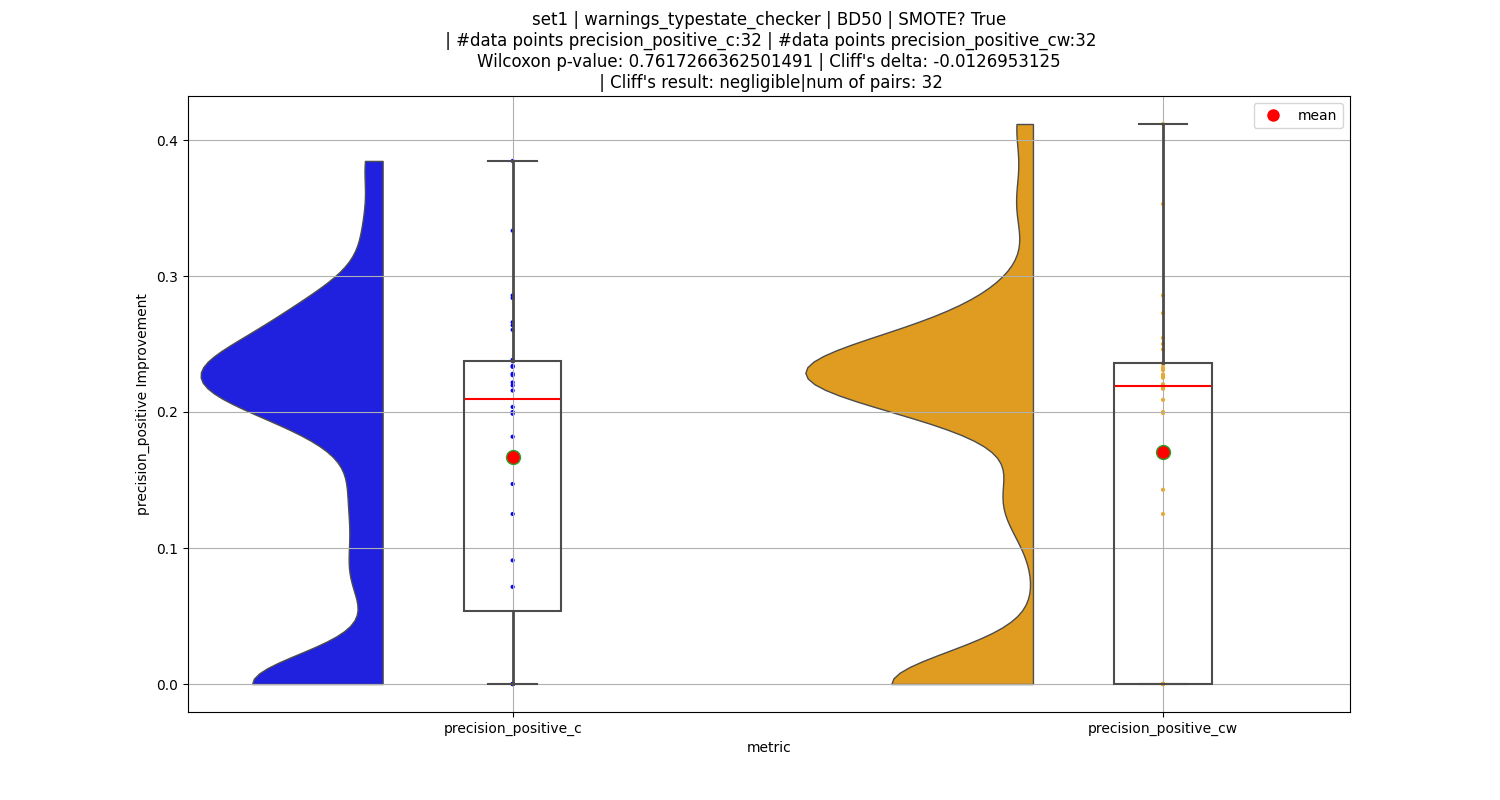 set1 | warnings_typestate_checker | BD50 | SMOTE? True
| #data points precision_positive_c:32 | #data points precision_positive_cw:32
Wilcoxon p-value: 0.7617266362501491 | Cliff's delta: -0.0126953125
| Cliff's result: negligible|num of pairs: 32
mean
0.4
0.3
0.2
0.1
0.0
precision_positive Improvement
precision_positive_c
precision_positive_cw
metric